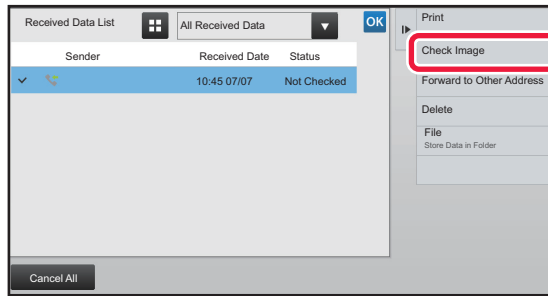 Received Data List
All Received Data
OK
Sender Received Date Status
10:45 07/07 Not Checked
Cancel All
Print
Check Image
Forward to Other Address
Delete
File
Store Data in Folder